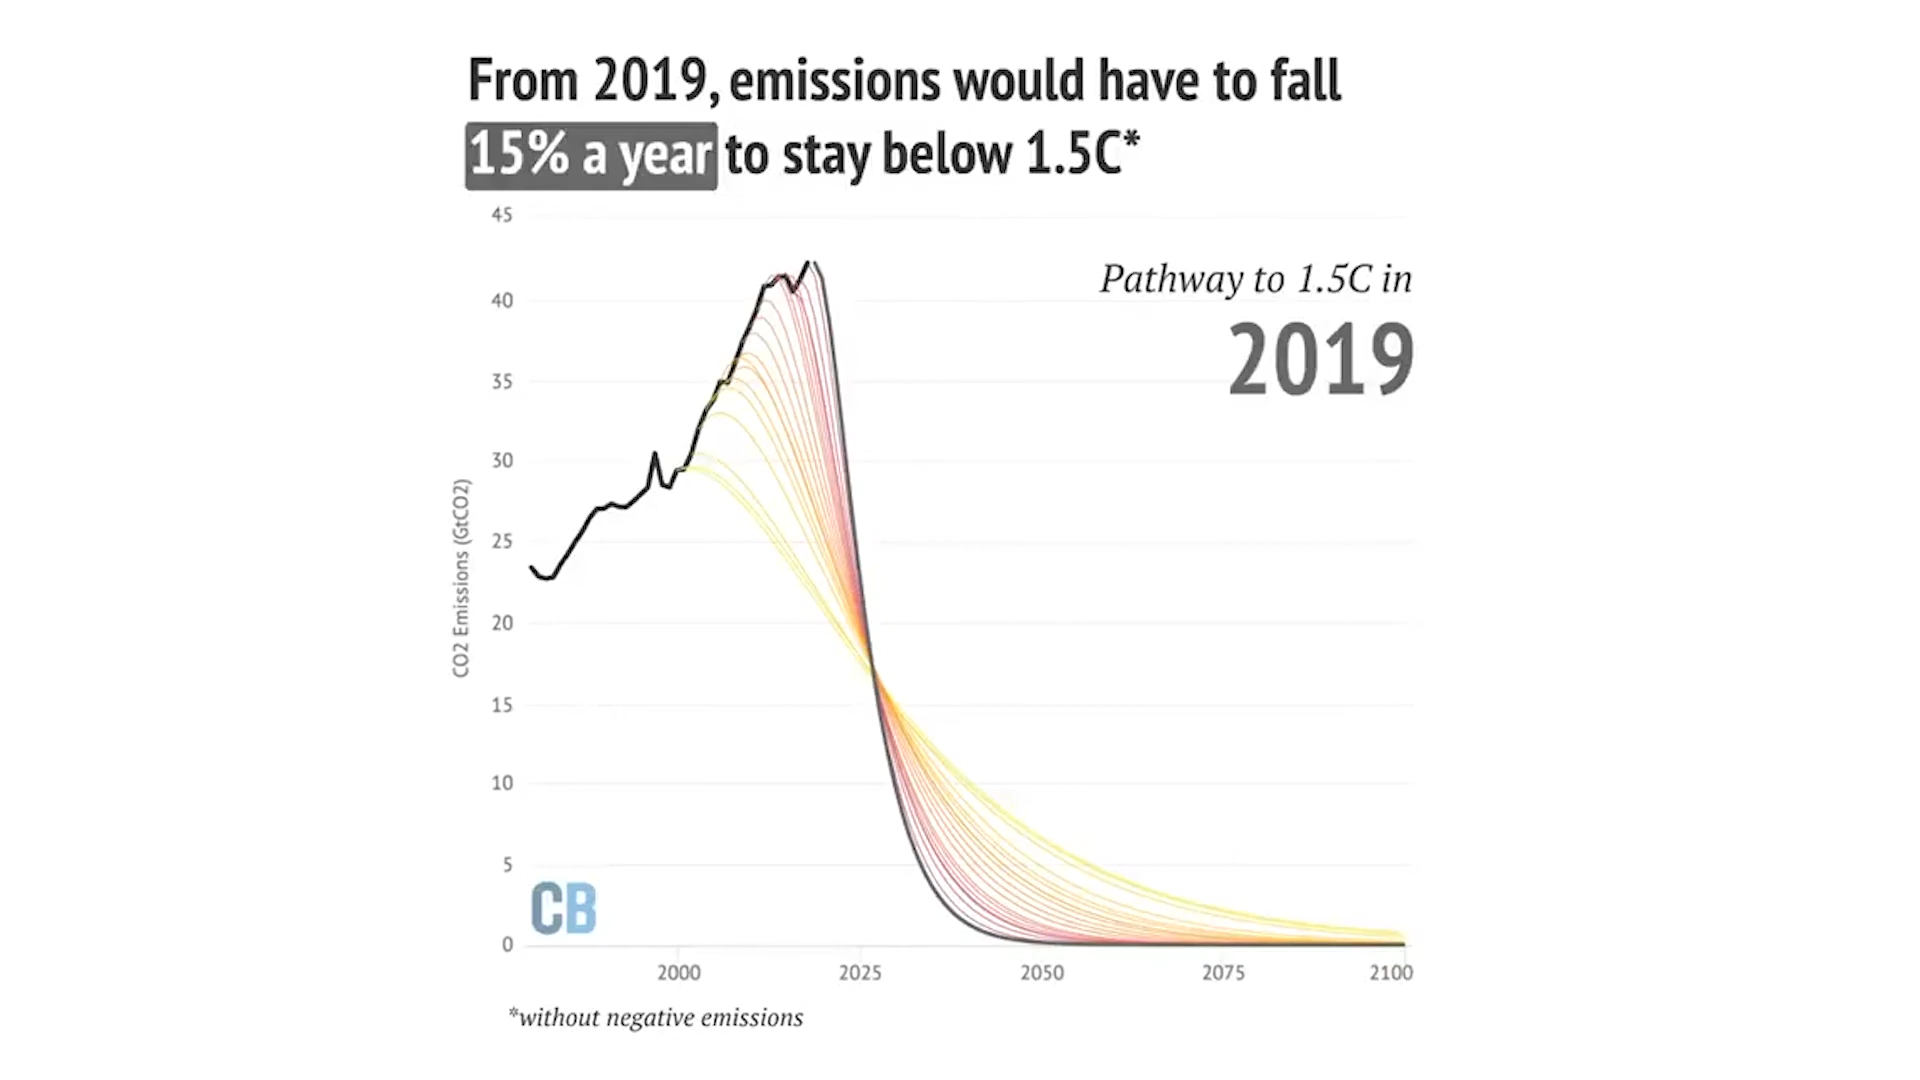 From 2019, emissions would have to fall
15% a year to stay below 1.5C*
45
Pathway to 1.5C in
2019
40
35
30
25
20
15
10
5
0
CO2 Emissions (GtCO2)
CB
2000 2025 2050 2075 2100
*without negative emissions